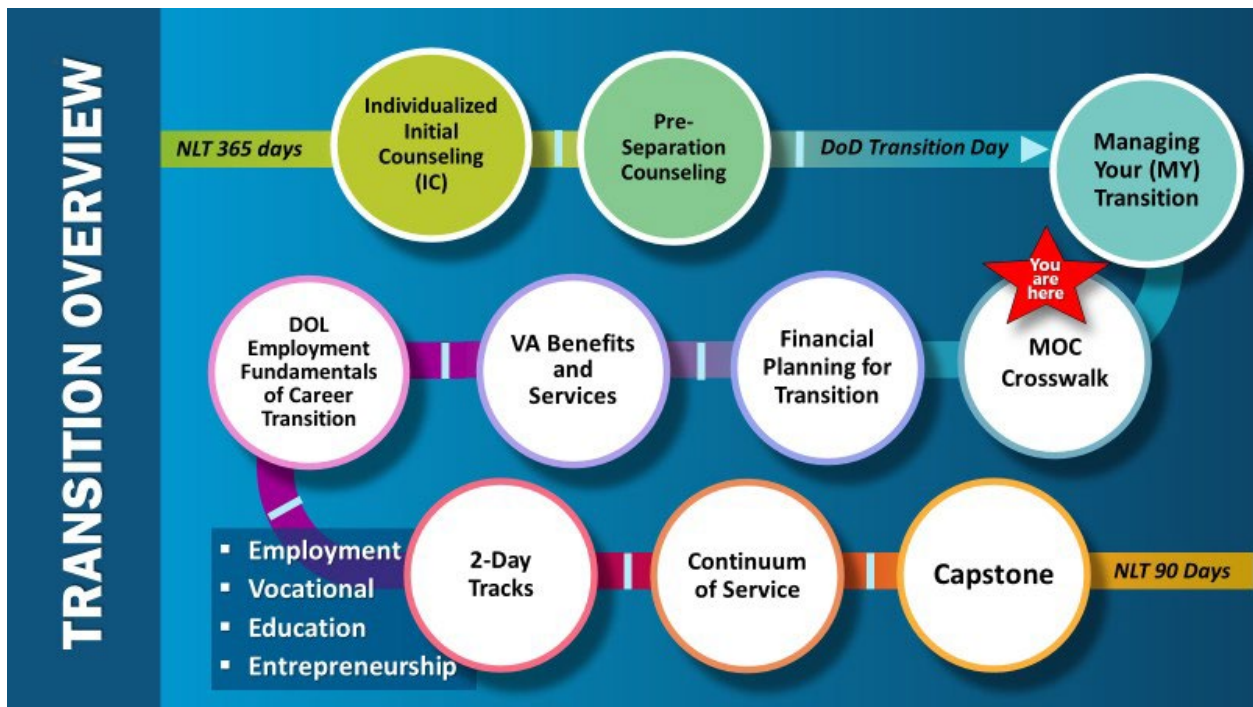 TRANSITION OVERVIEW
NLT 365 days
Individualized
Initial
Counseling
(IC)
Pre-
Separation
Counseling
DoD Transition Day
Managing
Your (MY)
Transition
You
are
here
MOC
Crosswalk
Financial
Planning for
Transition
VA Benefits
and
Services
DOL
Employment
Fundamentals
of Career
Transition
▪ Employment
▪ Vocational
▪ Education
▪ Entrepreneurship
2-Day
Tracks
Continuum
of Service
Capstone
NLT 90 Days